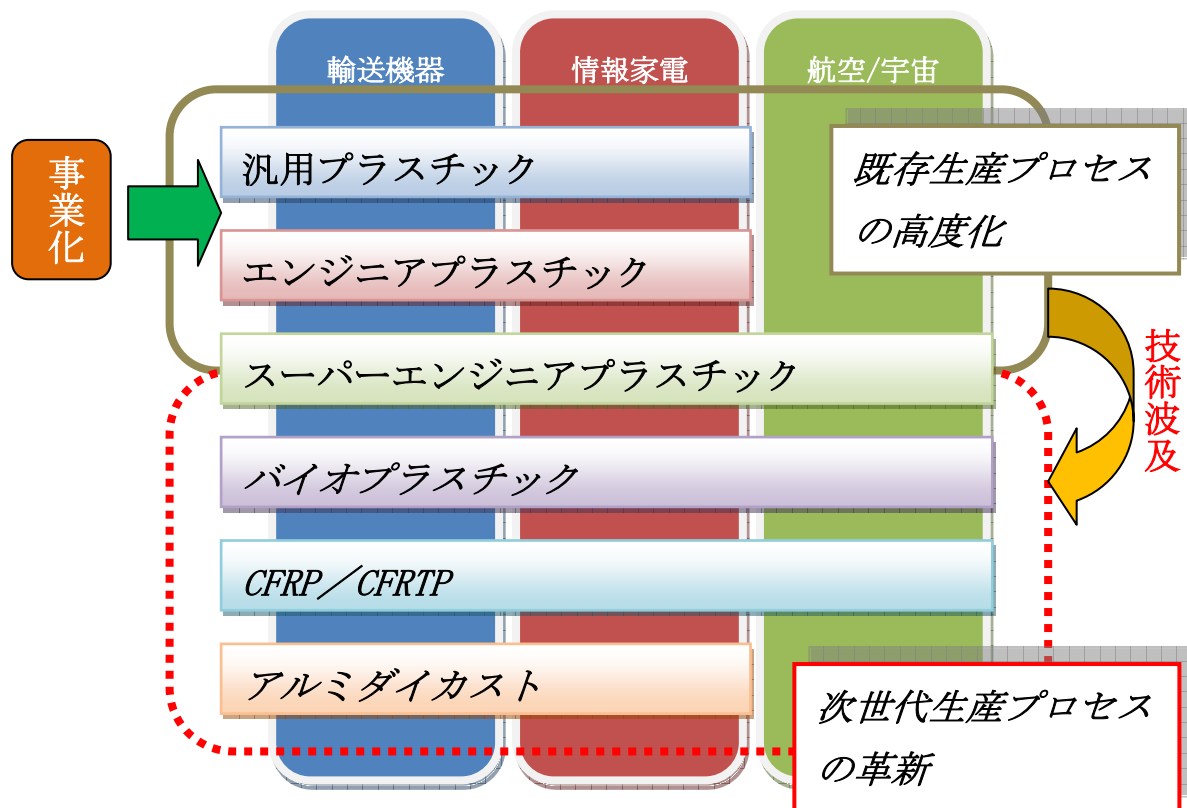 輸送機器
情報家電
航空/宇宙
事業化
汎用プラスチック
既存生産プロセス
の高度化
エンジニアプラスチック
スーパーエンジニアプラスチック
技術波及
バイオプラスチック
CFRP／CFRTP
アルミダイカスト
次世代生産プロセス
の革新